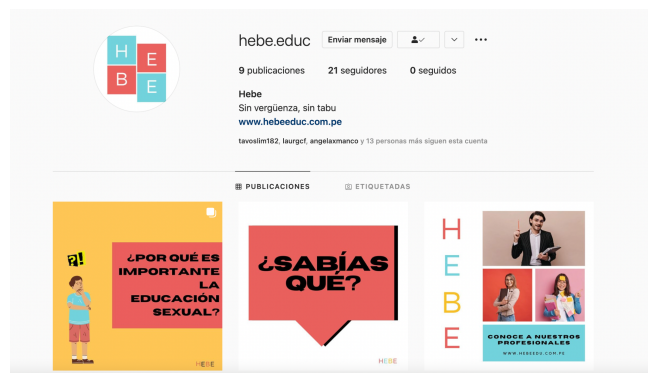 H
E
B
E
hebe.educ Enviar mensaje
9 publicaciones 21 seguidores 0 seguidos
Hebe
Sin vergüenza, sin tabu
www.hebeeduc.com.pe
tavoslim182, laurgcf, angelaxmanco y 13 personas más siguen esta cuenta
PUBLICACIONES ETIQUETADAS
?!
¿POR QUÉ ES
IMPORTANTE
LA
EDUCACIÓN
SEXUAL?
HEBE
¿SABÍAS
QUÉ?
HEBE
H
E
B
E
CONOCE A NUESTROS
PROFESIONALES
WWW.HEBEEDU.COM.PE